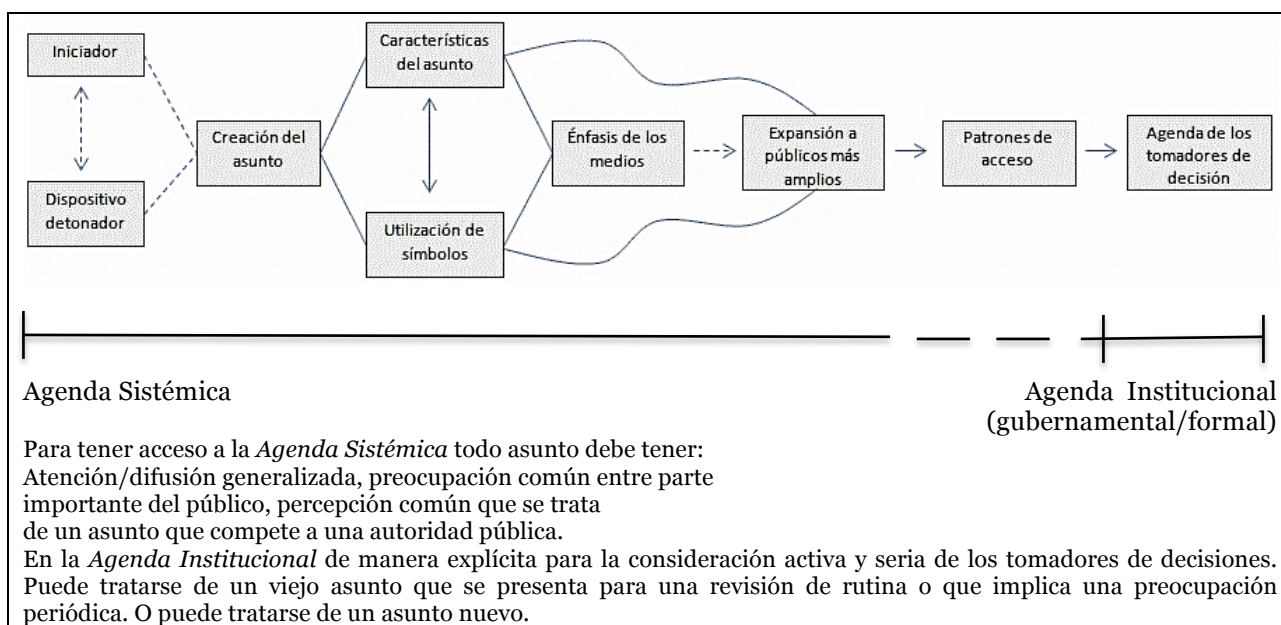 Iniciador
Dispositivo
detonador
Creación del
asunto
Características
del asunto
Utilización de
símbolos
Énfasis de los
medios
Expansión a
públicos más
amplios
Patrones de
acceso
Agenda de los
tomadores de
decisión
Agenda Sistémica
Agenda Institucional
(gubernamental/formal)
Para tener acceso a la Agenda Sistémica todo asunto debe tener:
Atención/difusión generalizada, preocupación común entre parte
importante del público, percepción común que se trata
de un asunto que compete a una autoridad pública.
En la Agenda Institucional de manera explícita para la consideración activa y seria de los tomadores de decisiones.
Puede tratarse de un viejo asunto que se presenta para una revisión de rutina o que implica una preocupación
periódica. O puede tratarse de un asunto nuevo.